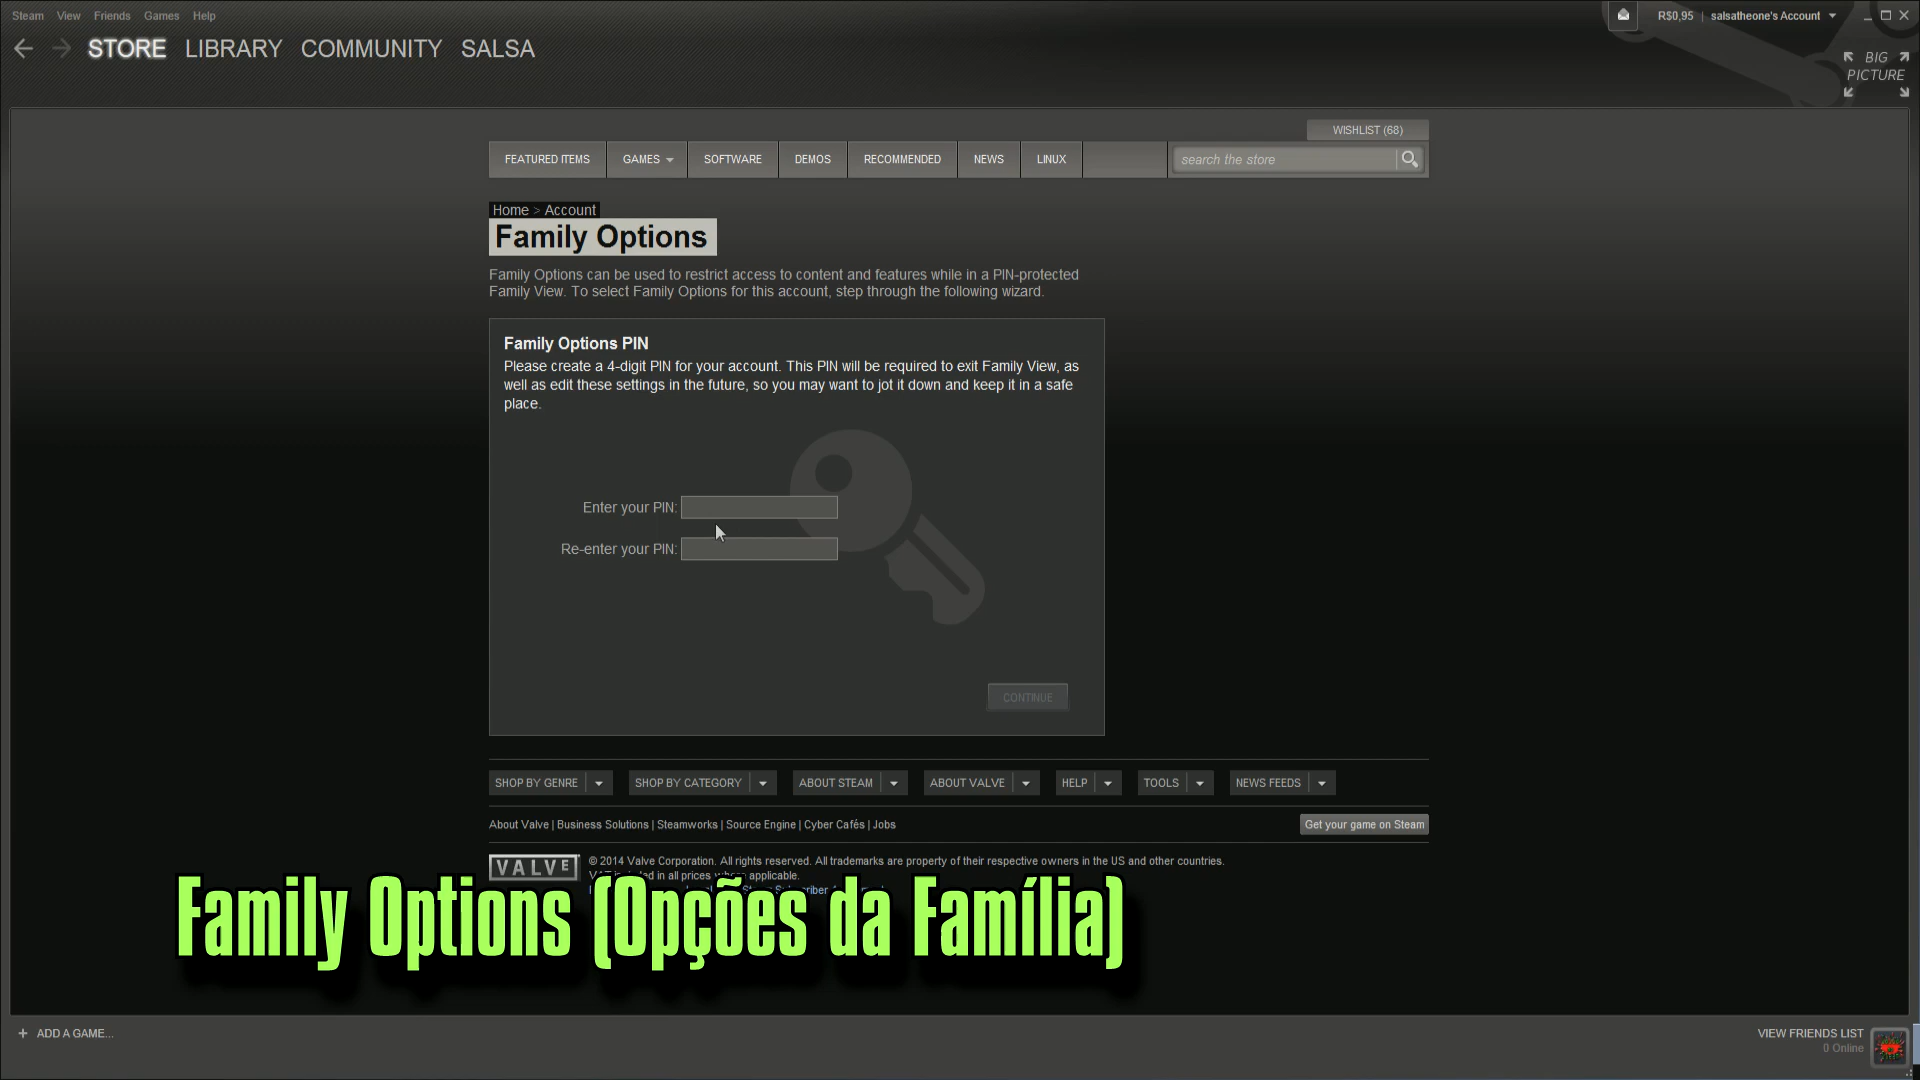 Steam View Friends Games Help
R$0,95 | salsatheone's Account
STORE LIBRARY COMMUNITY SALSA
BIG PICTURE
WISHLIST (68)
FEATURED ITEMS GAMES SOFTWARE DEMOS RECOMMENDED NEWS LINUX search the store
Home > Account
Family Options
Family Options can be used to restrict access to content and features while in a PIN-protected
Family View. To select Family Options for this account, step through the following wizard.
Family Options PIN
Please create a 4-digit PIN for your account. This PIN will be required to exit Family View, as
well as edit these settings in the future, so you may want to jot it down and keep it in a safe
place.
Enter your PIN:
Re-enter your PIN:
CONTINUE
SHOP BY GENRE SHOP BY CATEGORY ABOUT STEAM ABOUT VALVE HELP TOOLS NEWS FEEDS
About Valve | Business Solutions | Steamworks | Source Engine | Cyber Cafés | Jobs
Get your game on Steam
VALVE © 2014 Valve Corporation. All rights reserved. All trademarks are property of their respective owners in the US and other countries.
in all prices applicable.
Subscriber
Family Options (Opções da Família)
+ ADD A GAME...
VIEW FRIENDS LIST
0 Online